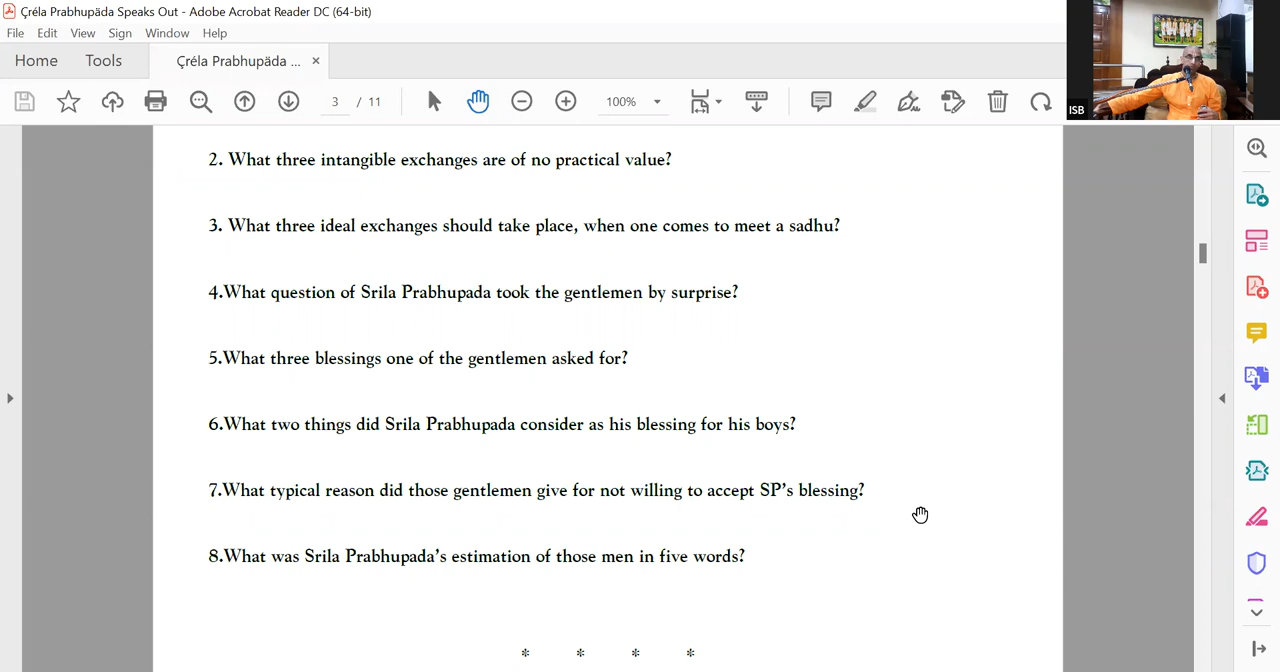 Çréla Prabhupäda Speaks Out - Adobe Acrobat Reader DC (64-bit)
File Edit View Sign Window Help
Home Tools Çréla Prabhupäda ... ×
3 / 11 100%
ISB
2. What three intangible exchanges are of no practical value?
3. What three ideal exchanges should take place, when one comes to meet a sadhu?
4.What question of Srila Prabhupada took the gentlemen by surprise?
5.What three blessings one of the gentlemen asked for?
6.What two things did Srila Prabhupada consider as his blessing for his boys?
7.What typical reason did those gentlemen give for not willing to accept SP's blessing?
8.What was Srila Prabhupada's estimation of those men in five words?
* * * *